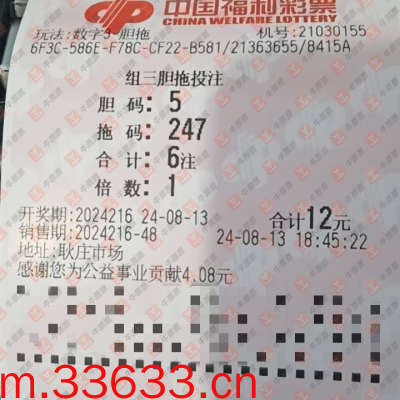 中国福利彩票
CHINA WELFARE LOTTERY
玩法:数字3-胆拖 机号:21030155
6F3C-586E-F78C-CF22-B581/21363655/8415A
组三胆拖投注
胆码:5
拖码:247
合计:6注
倍数:1
开奖期:2024216 24-08-13 合计12元
销售期:2024216-48 24-08-13 18:45:22
地址:耿庄市场
感谢您为公益事业贡献4.08元
m.33633.cn